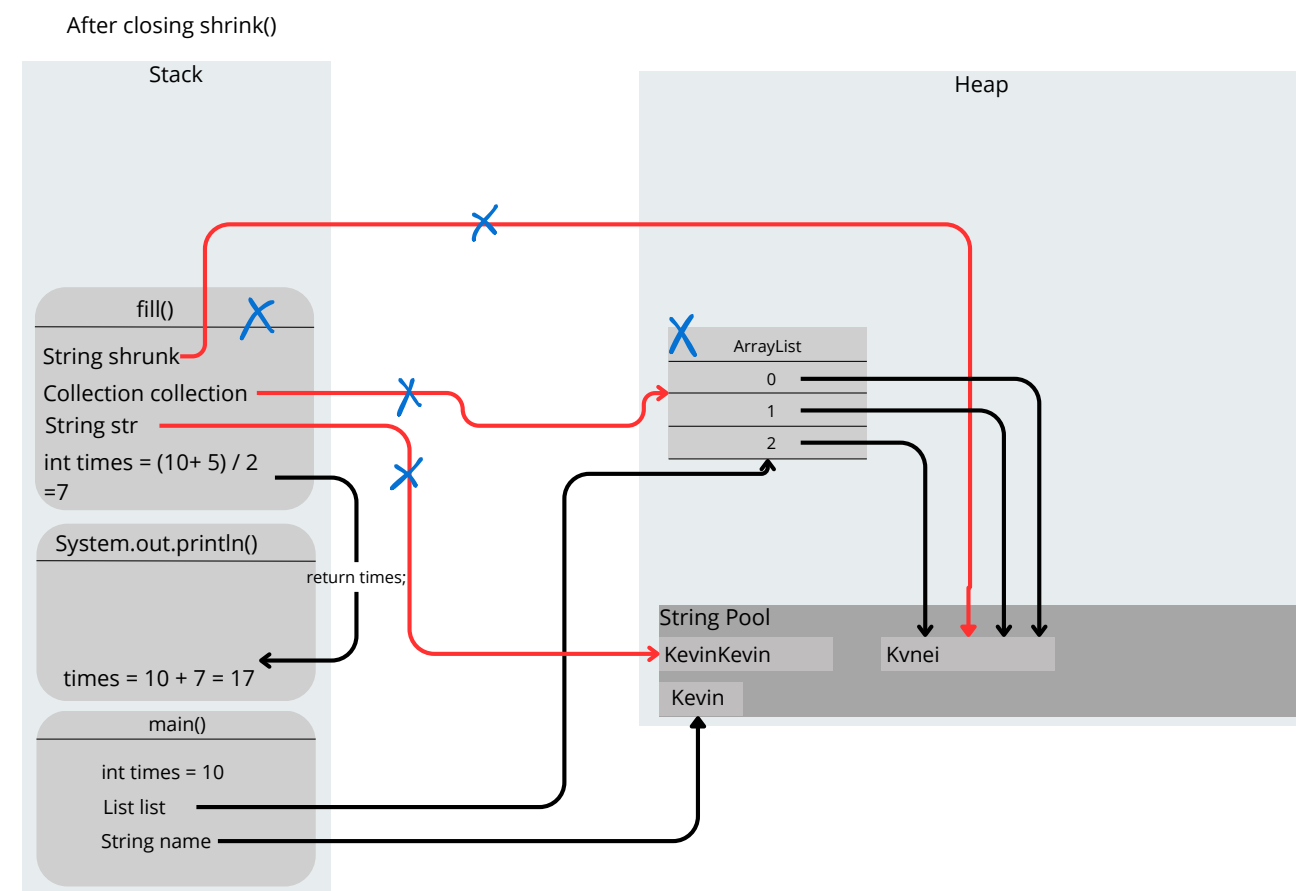 After closing shrink()
Stack
Heap
fill()
String shrunk
Collection collection
String str
int times = (10+ 5) / 2
=7
System.out.println()
return times;
times = 10 + 7 = 17
main()
int times = 10
List list
String name
ArrayList
0
1
2
String Pool
KevinKevin
Kvnei
Kevin